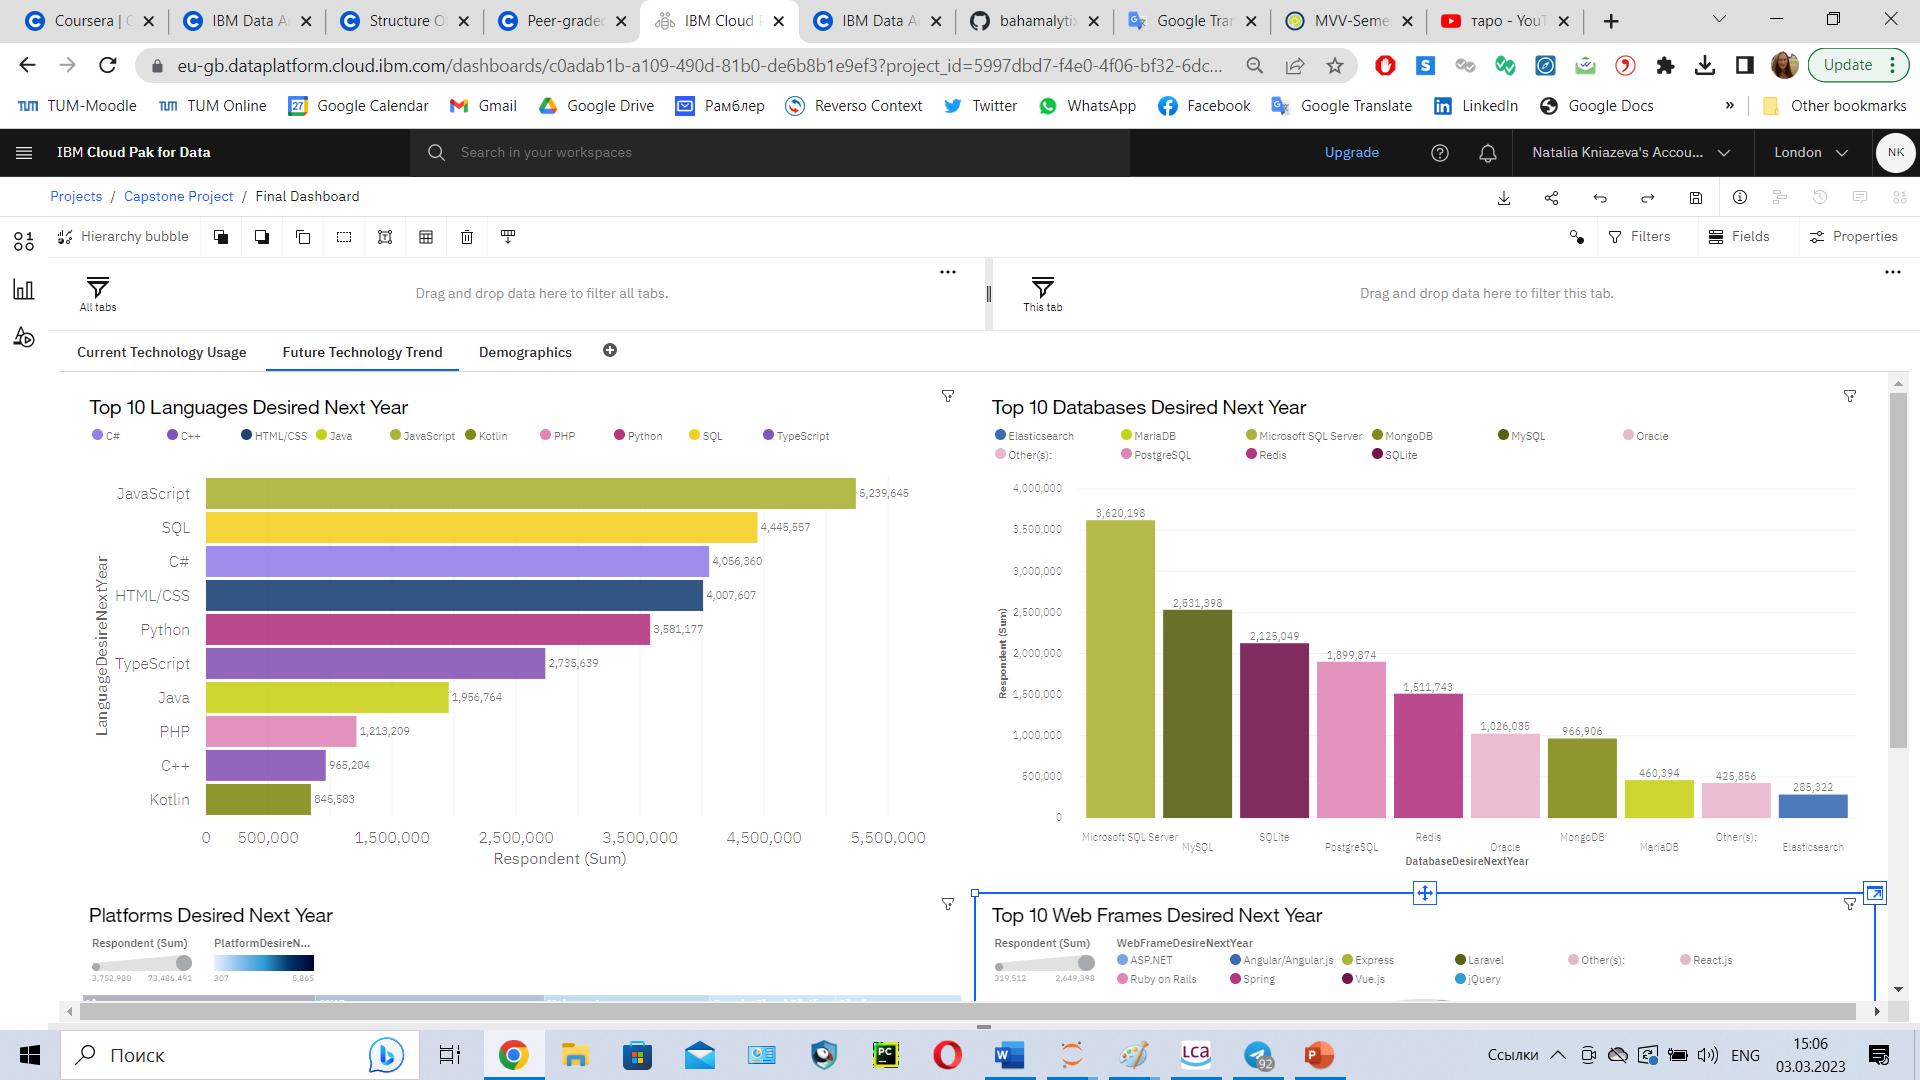 Coursera | C
IBM Data A
Structure O
Peer-graded
IBM Cloud P
IBM Data A
bahamalytix
Google Tran
MVV-Seme
таро - YouT
eu-gb.dataplatform.cloud.ibm.com/dashboards/c0adab1b-a109-490d-81b0-de6b8b1e9ef3?project_id=5997dbd7-f4e0-4f06-bf32-6dc...
Update
TUM-Moodle
TUM Online
Google Calendar
Gmail
Google Drive
Рамблер
Reverso Context
Twitter
WhatsApp
Facebook
Google Translate
LinkedIn
Google Docs
»
Other bookmarks
IBM Cloud Pak for Data
Search in your workspaces
Upgrade
Natalia Kniazeva's Accou...
London
NK
Projects / Capstone Project / Final Dashboard
Hierarchy bubble
Filters
Fields
Properties
All tabs
Drag and drop data here to filter all tabs.
This tab
Drag and drop data here to filter this tab.
Current Technology Usage
Future Technology Trend
Demographics
Top 10 Languages Desired Next Year
C# C++ HTML/CSS Java JavaScript Kotlin PHP Python SQL TypeScript
LanguageDesireNextYear
JavaScript 5,239,645
SQL 4,445,557
C# 4,056,360
HTML/CSS 4,007,607
Python 3,581,177
TypeScript 2,735,639
Java 1,956,764
PHP 1,213,209
C++ 965,204
Kotlin 845,583
0 500,000 1,500,000 2,500,000 3,500,000 4,500,000 5,500,000
Respondent (Sum)
Top 10 Databases Desired Next Year
Elasticsearch MariaDB Microsoft SQL Server MongoDB MySQL Oracle
Other(s): PostgreSQL Redis SQLite
Respondent (Sum)
4,000,000
3,500,000
3,000,000
2,500,000
2,000,000
1,500,000
1,000,000
500,000
0
3,620,198
2,531,398
2,125,049
1,899,874
1,511,743
1,026,085
966,906
460,394
425,856
285,322
Microsoft SQL Server
MySQL
SQLite
PostgreSQL
Redis
Oracle
MongoDB
MariaDB
Other(s):
Elasticsearch
DatabaseDesireNextYear
Platforms Desired Next Year
Respondent (Sum)
3,752,980 73,486,491
PlatformDesireN...
307 5,865
Top 10 Web Frames Desired Next Year
Respondent (Sum)
319,512 2,649,398
WebFrameDesireNextYear
ASP.NET Angular/Angular.js Express Laravel Other(s): React.js
Ruby on Rails Spring Vue.js jQuery
Поиск
PC
LCA
92
Ссылки
ENG
15:06
03.03.2023